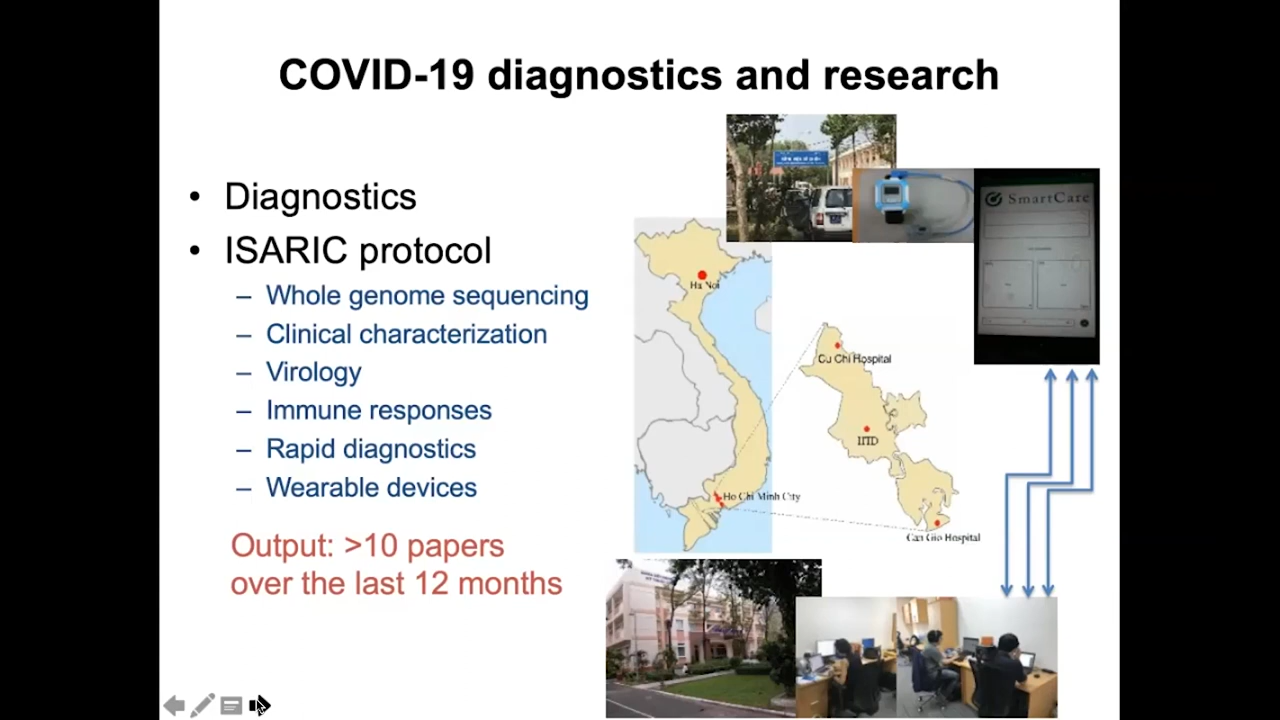 COVID-19 diagnostics and research
• Diagnostics
• ISARIC protocol
– Whole genome sequencing
– Clinical characterization
– Virology
– Immune responses
– Rapid diagnostics
– Wearable devices
Output: >10 papers
over the last 12 months
SmartCare
Ha Noi
Cu Chi Hospital
Ho Chi Minh City
Can Gio Hospital